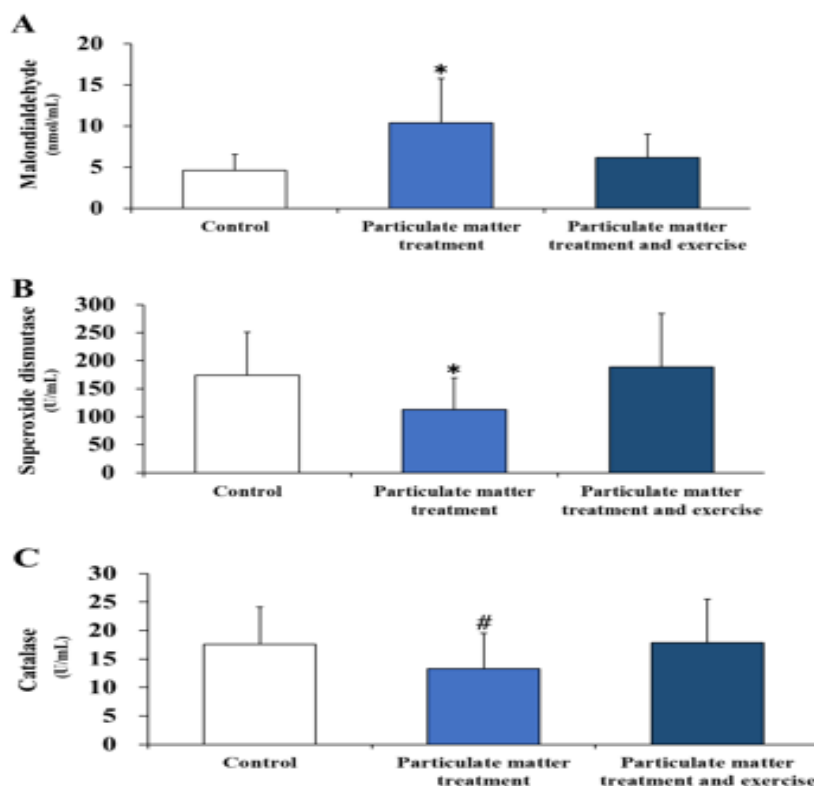 A
Malondialdehyde
(nmol/mL)
20
15
10
5
0
*
Control
Particulate matter
treatment
Particulate matter
treatment and exercise
B
Superoxide dismutase
(U/mL)
300
250
200
150
100
50
0
*
Control
Particulate matter
treatment
Particulate matter
treatment and exercise
C
Catalase
(U/mL)
30
25
20
15
10
5
0
#
Control
Particulate matter
treatment
Particulate matter
treatment and exercise